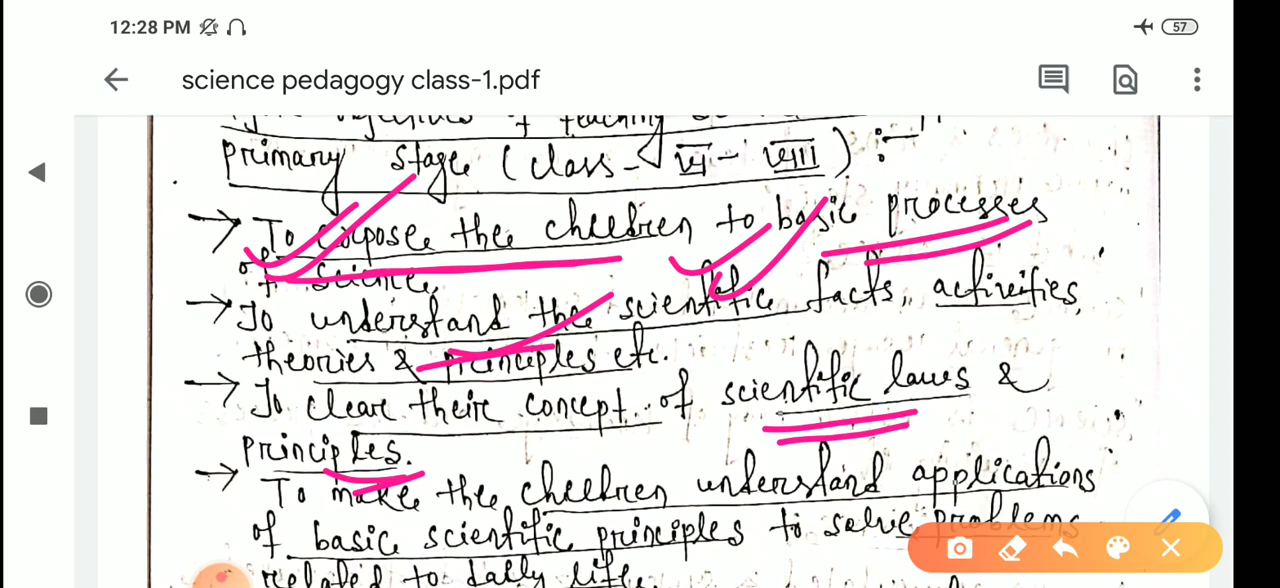 12:28 PM
57
science pedagogy class-1.pdf
objectives of teaching
primary stage (class - VI - VIII) :-
→ To expose the children to basic processes
of science.
→ To understand the scientific facts, activities,
theories & principles etc.
→ To clear their concept of scientific laws &
principles.
→ To make the children understand applications
of basic scientific principles to solve problems
related to daily life